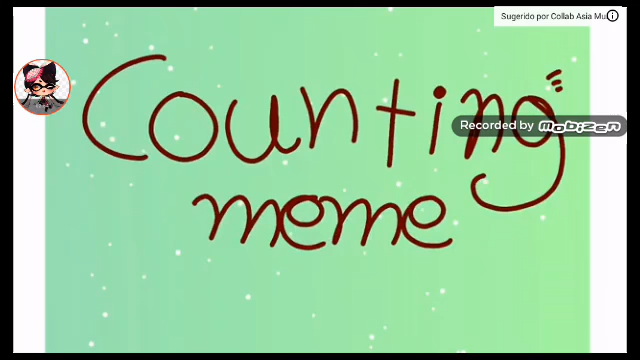 Sugerido por Collab Asia Mu
Counting
Recorded by mobizen
meme